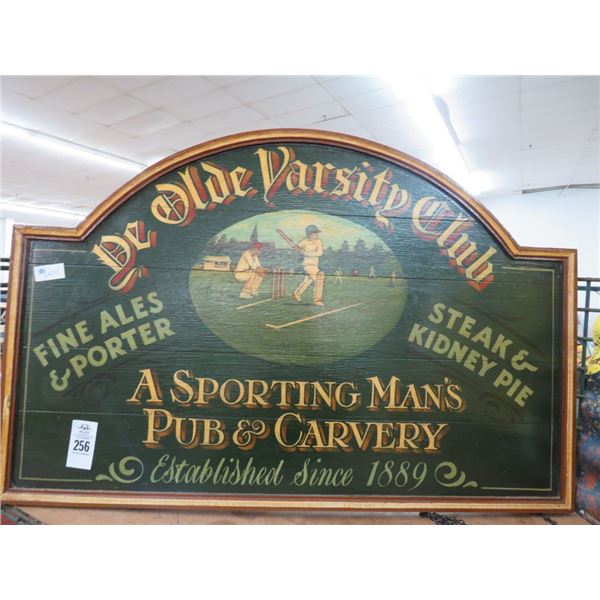 Ye Olde Varsity Club
FINE ALES
& PORTER
STEAK &
KIDNEY PIE
A SPORTING MAN'S
PUB & CARVERY
Established Since 1889
256